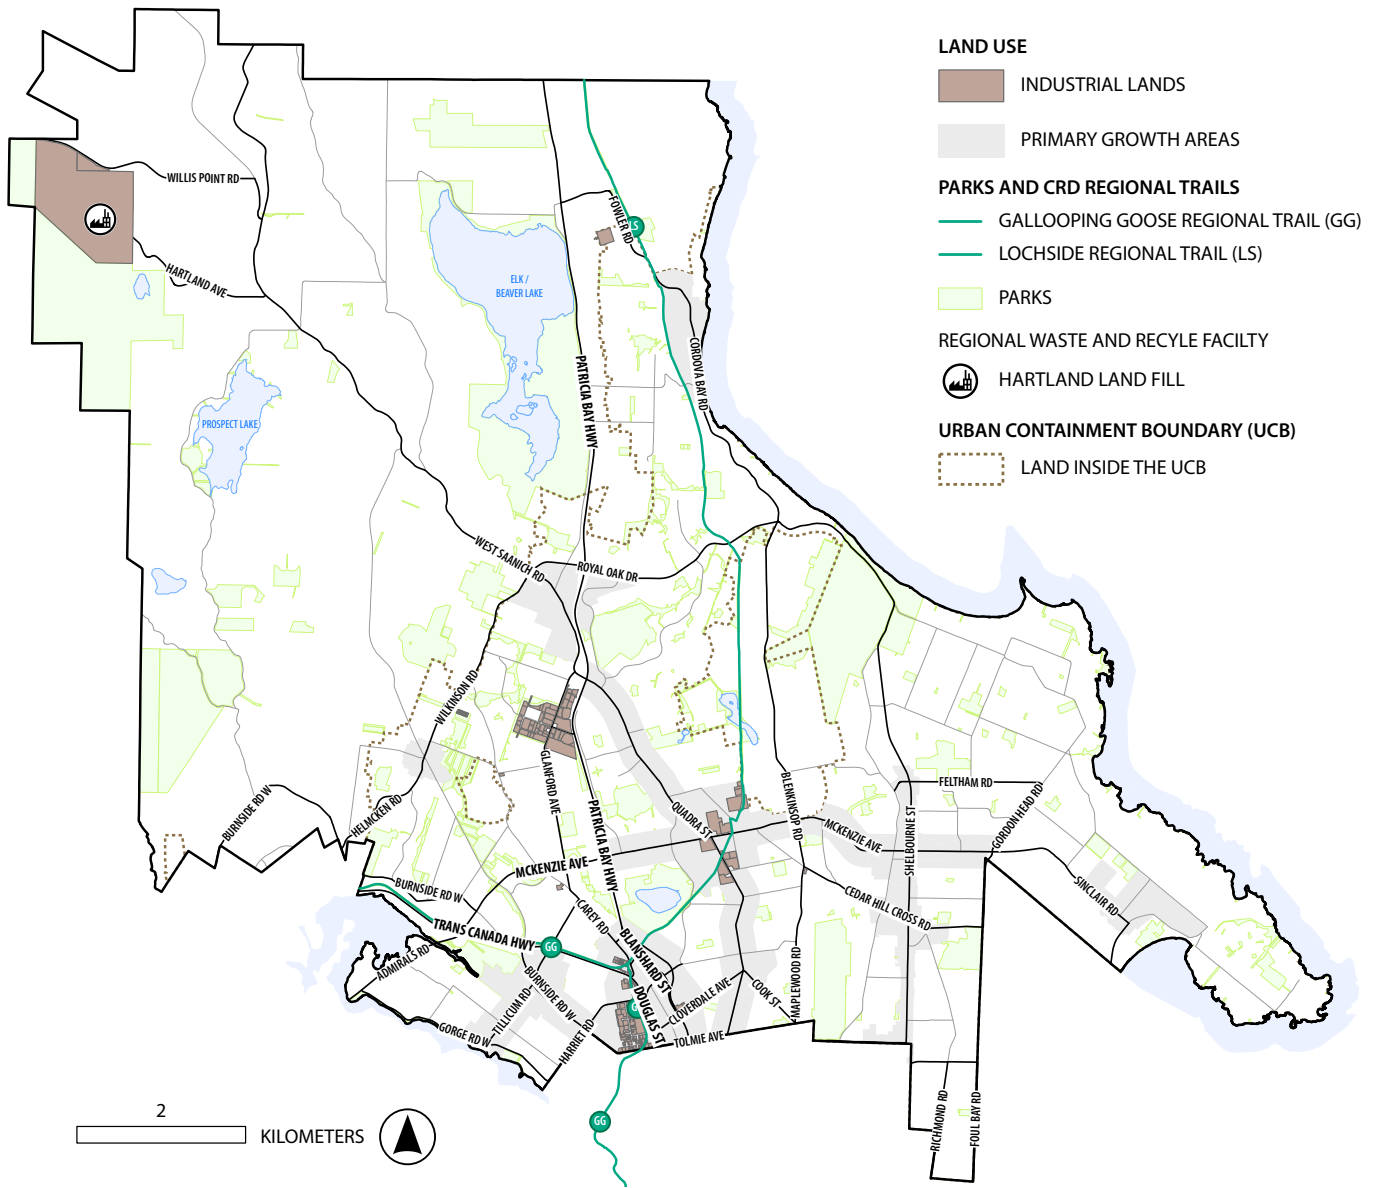 LAND USE
INDUSTRIAL LANDS
PRIMARY GROWTH AREAS
PARKS AND CRD REGIONAL TRAILS
GALLOOPING GOOSE REGIONAL TRAIL (GG)
LOCHSIDE REGIONAL TRAIL (LS)
PARKS
REGIONAL WASTE AND RECYLE FACILTY
HARTLAND LAND FILL
URBAN CONTAINMENT BOUNDARY (UCB)
LAND INSIDE THE UCB
WILLIS POINT RD
HARTLAND AVE
FOWLER RD
LS
ELK /
BEAVER LAKE
PROSPECT LAKE
PATRICIA BAY HWY
CORDOVA BAY RD
WEST SAANICH RD
ROYAL OAK DR
WILKINSON RD
GLANFORD AVE
PATRICIA BAY HWY
QUADRA ST
BLENKINSOP RD
MCKENZIE AVE
SHELBOURNE ST
FELTHAM RD
GORDON HEAD RD
BURNSIDE RD W
HELMCKEN RD
MCKENZIE AVE
BURNSIDE RD W
CAREY RD
CEDAR HILL CROSS RD
SINCLAIR RD
TRANS CANADA HWY
GG
BLANSHARD ST
ADMIRALS RD
BURNSIDE RD W
TILLICUM RD
DOUGLAS ST
CLOVERDALE AVE
COOK ST
MAPLEWOOD RD
GORGE RD W
HARRIET RD
TOLMIE AVE
RICHMOND RD
FOUL BAY RD
GG
2
KILOMETERS